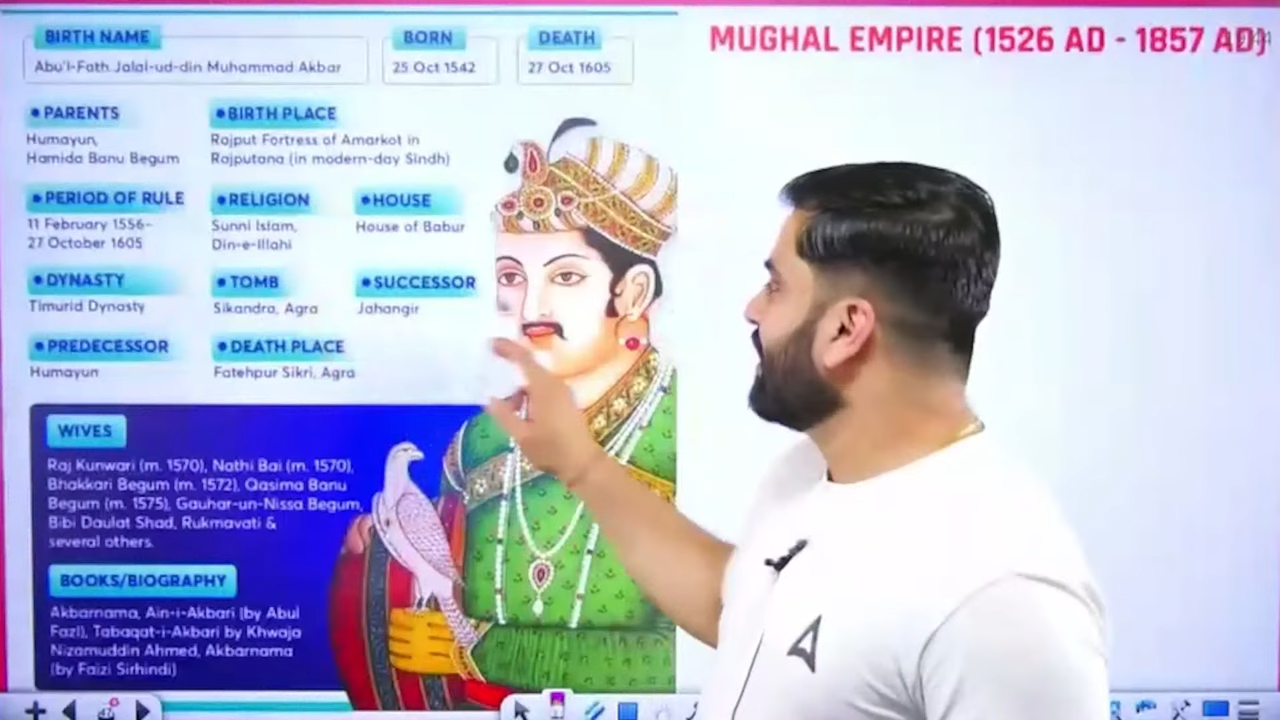 MUGHAL EMPIRE (1526 AD - 1857 AD)
BIRTH NAME
Abu'l-Fath Jalal-ud-din Muhammad Akbar
BORN
25 Oct 1542
DEATH
27 Oct 1605
• PARENTS
Humayun,
Hamida Banu Begum
• BIRTH PLACE
Rajput Fortress of Amarkot in
Rajputana (in modern-day Sindh)
• PERIOD OF RULE
11 February 1556-
27 October 1605
• RELIGION
Sunni Islam,
Din-e-Illahi
• HOUSE
House of Babur
• DYNASTY
Timurid Dynasty
• TOMB
Sikandra, Agra
• SUCCESSOR
Jahangir
• PREDECESSOR
Humayun
• DEATH PLACE
Fatehpur Sikri, Agra
WIVES
Raj Kunwari (m. 1570), Nathi Bai (m. 1570),
Bhakkari Begum (m. 1572), Qasima Banu
Begum (m. 1575), Gauhar-un-Nissa Begum,
Bibi Daulat Shad, Rukmavati &
several others.
BOOKS/BIOGRAPHY
Akbarnama, Ain-i-Akbari (by Abul
Fazl), Tabaqat-i-Akbari by Khwaja
Nizamuddin Ahmed, Akbarnama
(by Faizi Sirhindi)